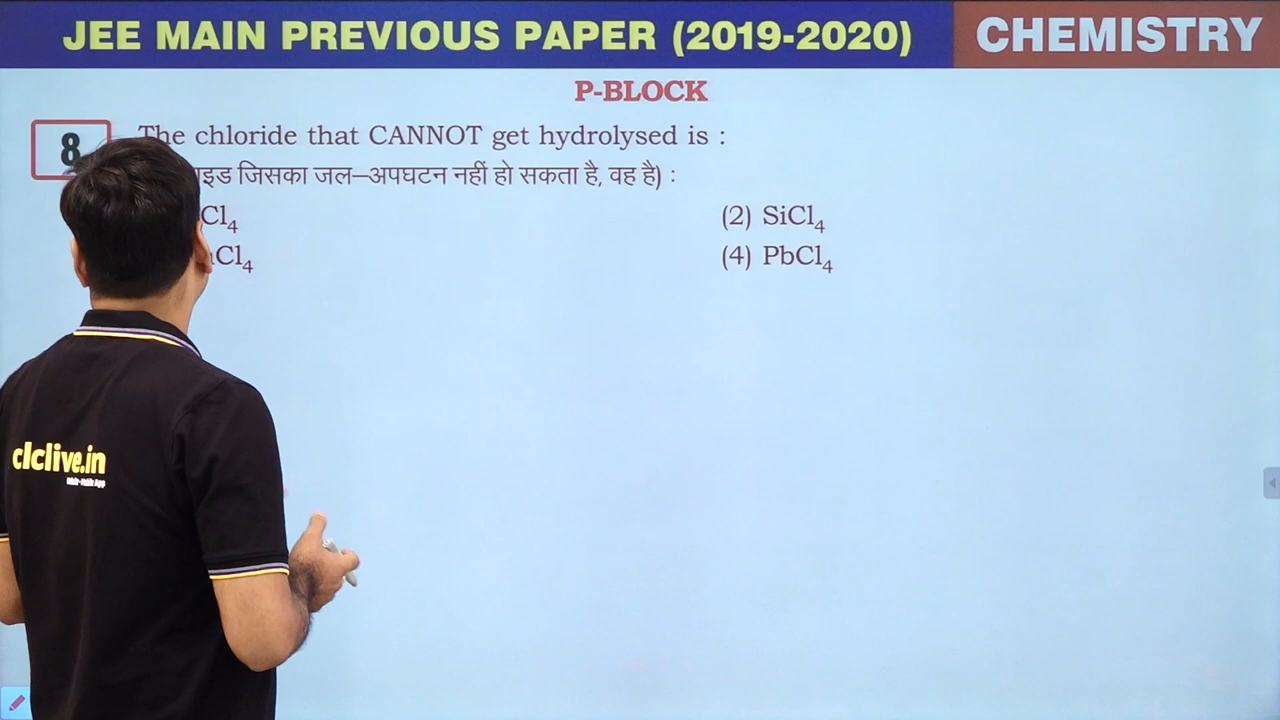 JEE MAIN PREVIOUS PAPER (2019-2020) CHEMISTRY
P-BLOCK
8 The chloride that CANNOT get hydrolysed is :
जिसका जल–अपघटन नहीं हो सकता है, वह है) :
Cl₄ (2) SiCl₄
Cl₄ (4) PbCl₄
clclive.in